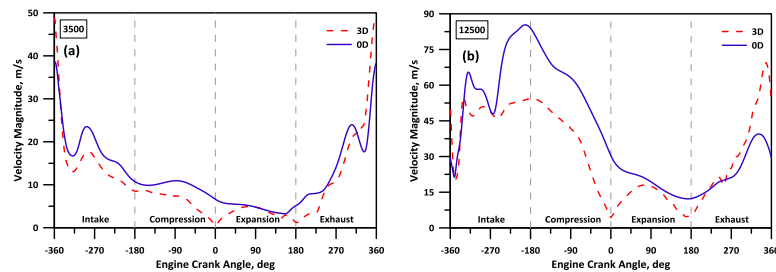 50
40
30
20
10
0
Velocity Magnitude, m/s
3500
(a)
3D
0D
Intake
Compression
Expansion
Exhaust
-360 -270 -180 -90 0 90 180 270 360
Engine Crank Angle, deg
90
75
60
45
30
15
0
Velocity Magnitude, m/s
12500
(b)
3D
0D
Intake
Compression
Expansion
Exhaust
-360 -270 -180 -90 0 90 180 270 360
Engine Crank Angle, deg